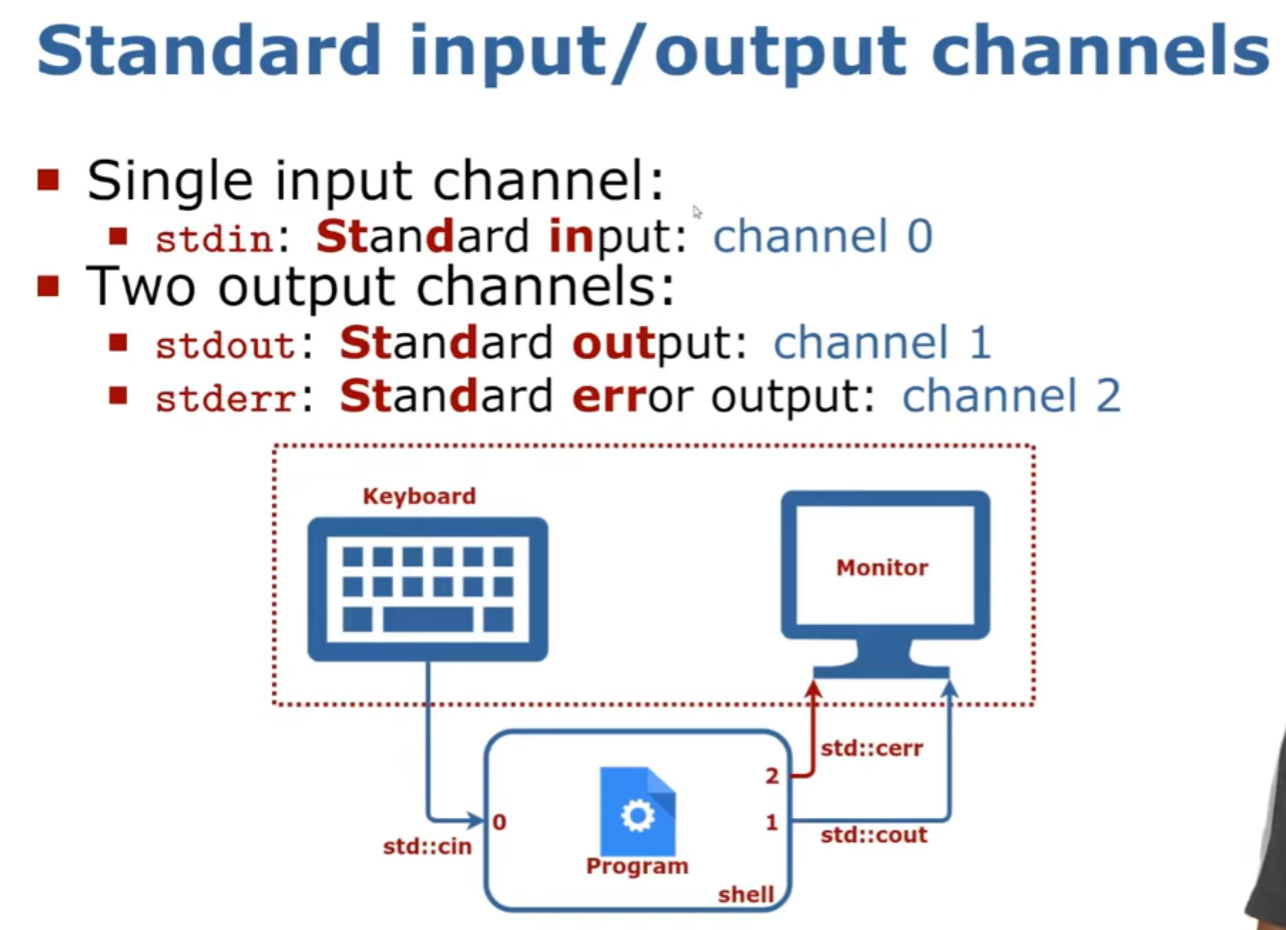 Standard input/output channels
Single input channel:
stdin: Standard input: channel 0
Two output channels:
stdout: Standard output: channel 1
stderr: Standard error output: channel 2
Keyboard
Monitor
std::cerr
2
0
1
std::cout
std::cin
Program
shell